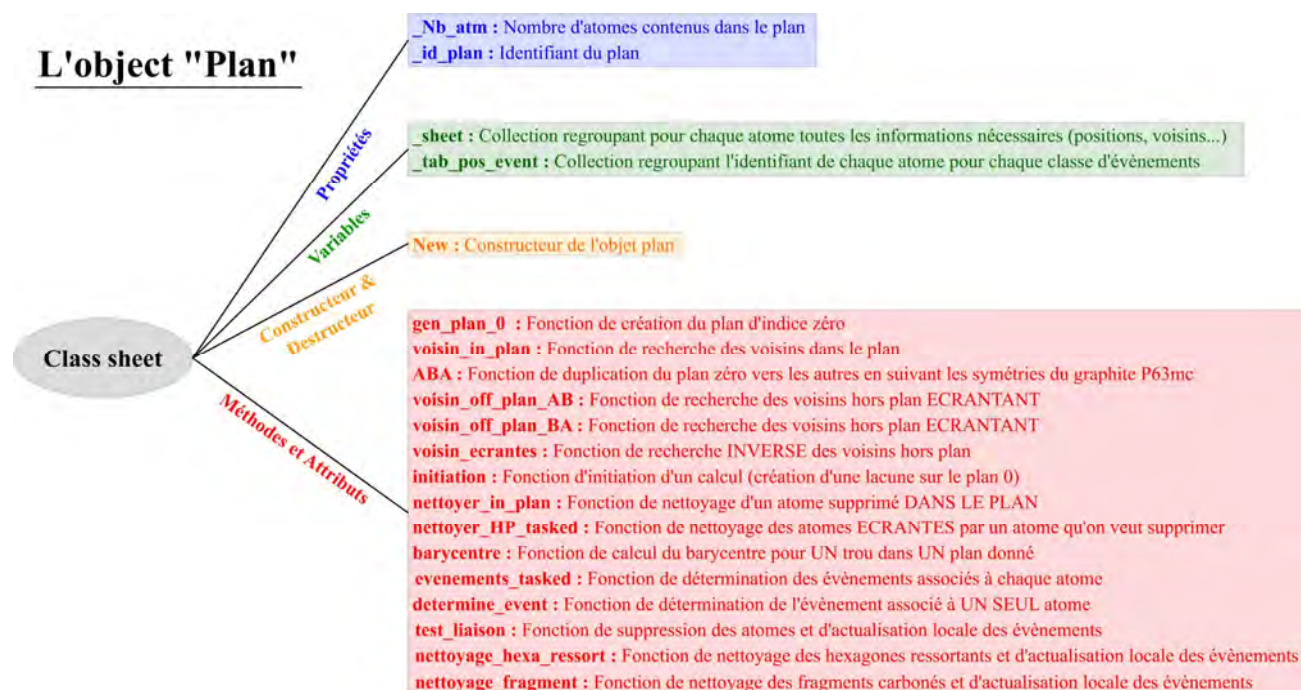 L'object "Plan"
_Nb_atm : Nombre d'atomes contenus dans le plan
_id_plan : Identifiant du plan
Propriétés
_sheet : Collection regroupant pour chaque atome toutes les informations nécessaires (positions, voisins...)
_tab_pos_event : Collection regroupant l'identifiant de chaque atome pour chaque classe d'évènements
Variables
New : Constructeur de l'objet plan
Constructeur &
Destructeur
Class sheet
Méthodes et Attributs
gen_plan_0 : Fonction de création du plan d'indice zéro
voisin_in_plan : Fonction de recherche des voisins dans le plan
ABA : Fonction de duplication du plan zéro vers les autres en suivant les symétries du graphite P63mc
voisin_off_plan_AB : Fonction de recherche des voisins hors plan ECRANTANT
voisin_off_plan_BA : Fonction de recherche des voisins hors plan ECRANTANT
voisin_ecrantes : Fonction de recherche INVERSE des voisins hors plan
initiation : Fonction d'initiation d'un calcul (création d'une lacune sur le plan 0)
nettoyer_in_plan : Fonction de nettoyage d'un atome supprimé DANS LE PLAN
nettoyer_HP_tasked : Fonction de nettoyage des atomes ECRANTES par un atome qu'on veut supprimer
barycentre : Fonction de calcul du barycentre pour UN trou dans UN plan donné
evenements_tasked : Fonction de détermination des évènements associés à chaque atome
determine_event : Fonction de détermination de l'évènement associé à UN SEUL atome
test_liaison : Fonction de suppression des atomes et d'actualisation locale des évènements
nettoyage_hexa_ressort : Fonction de nettoyage des hexagones ressortants et d'actualisation locale des évènements
nettoyage_fragment : Fonction de nettoyage des fragments carbonés et d'actualisation locale des évènements